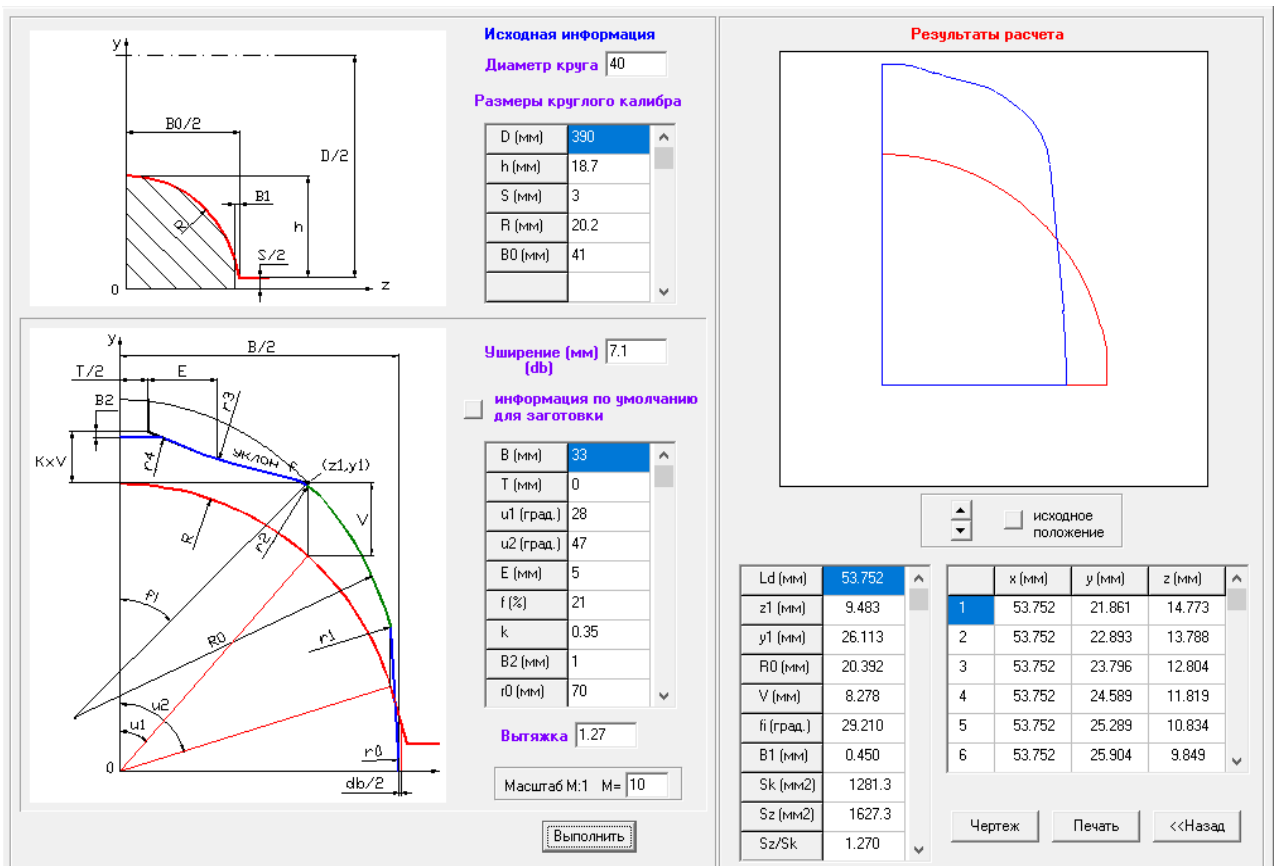 Исходная информация
Диаметр круга 40
Размеры круглого калибра
D (мм) 390
h (мм) 18.7
S (мм) 3
R (мм) 20.2
B0 (мм) 41
y
B0/2
D/2
B1
R
h
S/2
0
z
Уширение (мм) 7.1
(db)
информация по умолчанию
для заготовки
B (мм) 33
T (мм) 0
u1 (град.) 28
u2 (град.) 47
E (мм) 5
f (%) 21
k 0.35
B2 (мм) 1
r0 (мм) 70
Вытяжка 1.27
Масштаб М:1 М= 10
Выполнить
y
B/2
T/2
E
B2
r3
KxV
r4
уклон f
(z1,y1)
R
r2
V
fi
R0
r1
u2
u1
r0
0
db/2
Результаты расчета
исходное
положение
Ld (мм) 53.752
z1 (мм) 9.483
y1 (мм) 26.113
R0 (мм) 20.392
V (мм) 8.278
fi (град.) 29.210
B1 (мм) 0.450
Sk (мм2) 1281.3
Sz (мм2) 1627.3
Sz/Sk 1.270
x (мм) y (мм) z (мм)
1 53.752 21.861 14.773
2 53.752 22.893 13.788
3 53.752 23.796 12.804
4 53.752 24.589 11.819
5 53.752 25.289 10.834
6 53.752 25.904 9.849
Чертеж
Печать
<<Назад